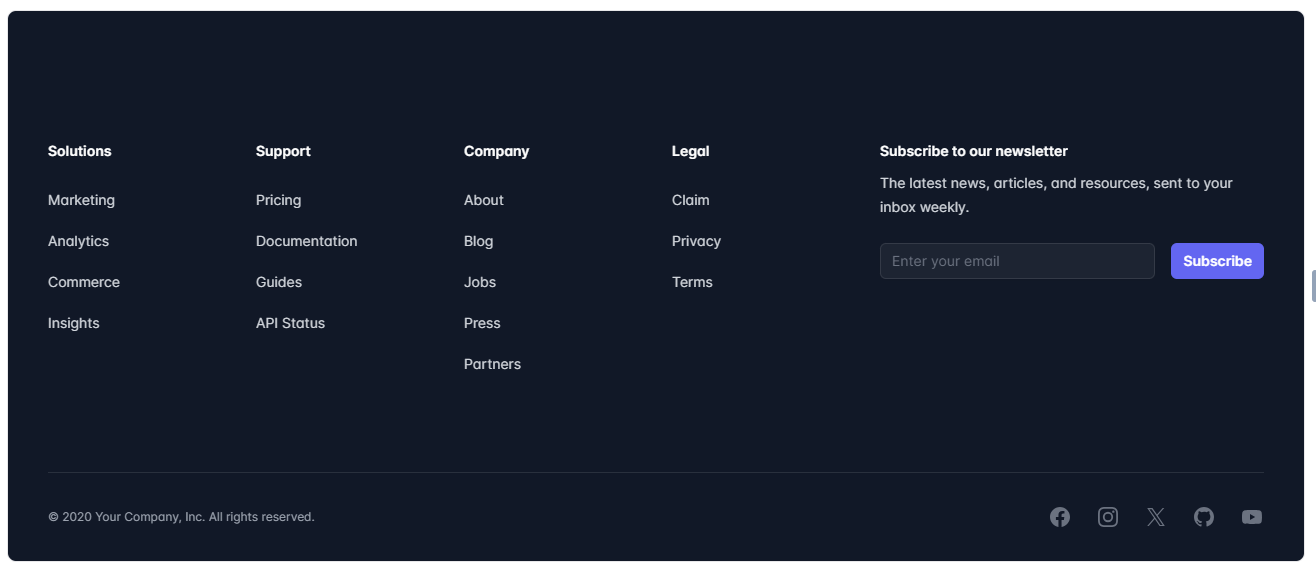 Solutions
Marketing
Analytics
Commerce
Insights
Support
Pricing
Documentation
Guides
API Status
Company
About
Blog
Jobs
Press
Partners
Legal
Claim
Privacy
Terms
Subscribe to our newsletter
The latest news, articles, and resources, sent to your
inbox weekly.
Enter your email
Subscribe
© 2020 Your Company, Inc. All rights reserved.